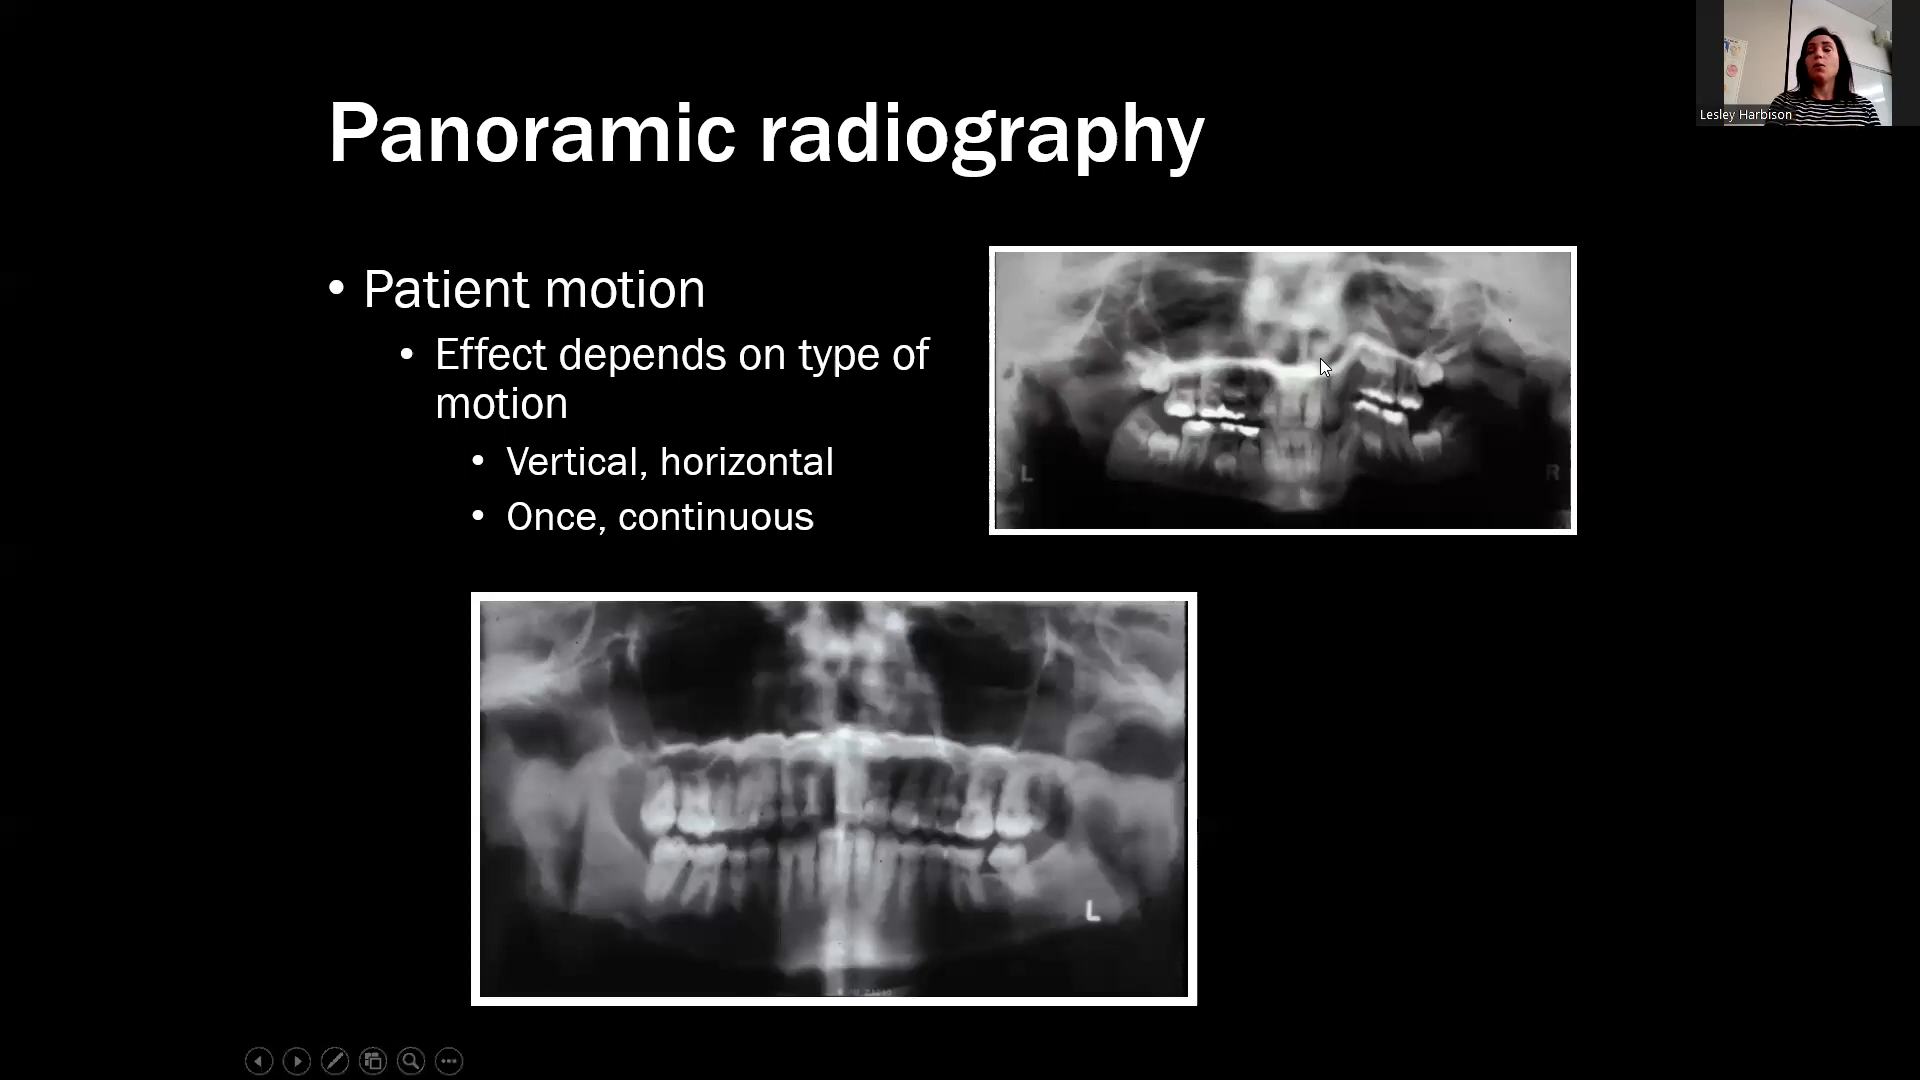 Panoramic radiography
Lesley Harbison
• Patient motion
• Effect depends on type of
motion
• Vertical, horizontal
• Once, continuous
L
R
L